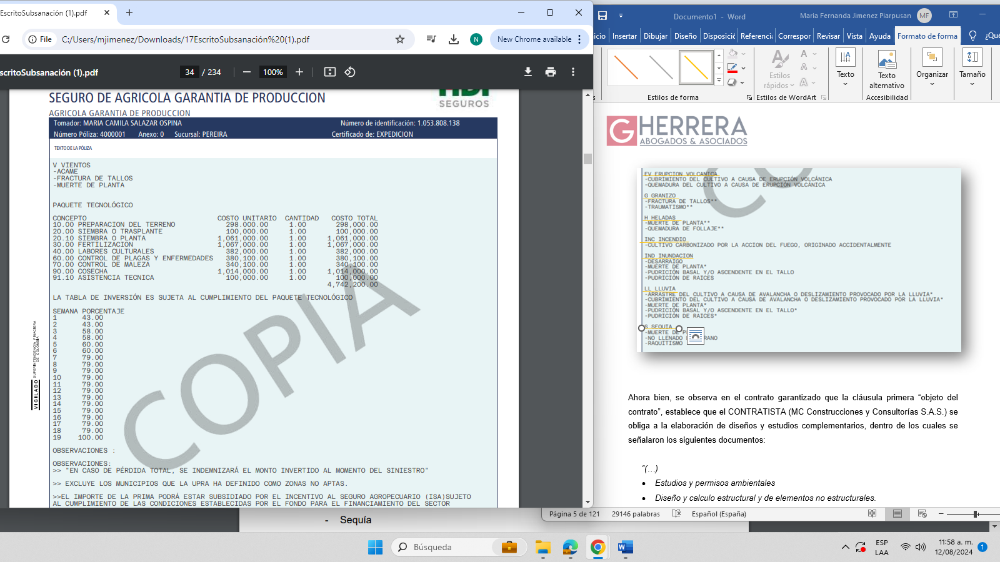 EscritoSubsanación (1).pdf
File
C:/Users/mjimenez/Downloads/17EscritoSubsanación%20(1).pdf
N
New Chrome available
scritoSubsanación (1).pdf
34 / 234
100%
SEGURO DE AGRICOLA GARANTIA DE PRODUCCION
HDI
SEGUROS
AGRICOLA GARANTIA DE PRODUCCION
Tomador: MARIA CAMILA SALAZAR OSPINA Número de identificación: 1.053.808.138
Número Póliza: 4000001 Anexo: 0 Sucursal: PEREIRA Certificado de: EXPEDICION
TEXTO DE LA PÓLIZA
V VIENTOS
-ACAME
-FRACTURA DE TALLOS
-MUERTE DE PLANTA
PAQUETE TECNOLÓGICO
CONCEPTO COSTO UNITARIO CANTIDAD COSTO TOTAL
10.00 PREPARACION DEL TERRENO 298,000.00 1.00 298,000.00
20.00 SIEMBRA O TRASPLANTE 100,000.00 1.00 100,000.00
20.10 SIEMBRA O PLANTA 1,061,000.00 1.00 1,061,000.00
30.00 FERTILIZACION 1,067,000.00 1.00 1,067,000.00
40.00 LABORES CULTURALES 382,000.00 1.00 382,000.00
60.00 CONTROL DE PLAGAS Y ENFERMEDADES 380,100.00 1.00 380,100.00
70.00 CONTROL DE MALEZA 340,100.00 1.00 340,100.00
90.00 COSECHA 1,014,000.00 1.00 1,014,000.00
91.10 ASISTENCIA TECNICA 100,000.00 1.00 100,000.00
4,742,200.00
LA TABLA DE INVERSIÓN ES SUJETA AL CUMPLIMIENTO DEL PAQUETE TECNOLÓGICO
SEMANA PORCENTAJE
1 43.00
2 43.00
3 58.00
4 58.00
5 60.00
6 60.00
7 79.00
8 79.00
9 79.00
10 79.00
11 79.00
12 79.00
13 79.00
14 79.00
15 79.00
16 79.00
17 79.00
18 79.00
19 100.00
OBSERVACIONES :
OBSERVACIONES:
>> "EN CASO DE PÉRDIDA TOTAL, SE INDEMNIZARÁ EL MONTO INVERTIDO AL MOMENTO DEL SINIESTRO"
>> EXCLUYE LOS MUNICIPIOS QUE LA UPRA HA DEFINIDO COMO ZONAS NO APTAS.
>>EL IMPORTE DE LA PRIMA PODRÁ ESTAR SUBSIDIADO POR EL INCENTIVO AL SEGURO AGROPECUARIO (ISA)SUJETO
AL CUMPLIMIENTO DE LAS CONDICIONES ESTABLECIDAS POR EL FONDO PARA EL FINANCIAMIENTO DEL SECTOR
COPIA
VIGILADO SUPERINTENDENCIA FINANCIERA
DE COLOMBIA
- Sequía
Documento1 - Word
Maria Fernanda Jimenez Piarpusan
MF
icio Insertar Dibujar Diseño Disposició Referenci Correspor Revisar Vista Ayuda Formato de forma ¿Qué
Estilos
rápidos
Texto
Texto
alternativo
Organizar
Tamaño
s
Estilos de forma
Estilos de WordArt
Accesibilidad
G HERRERA
ABOGADOS & ASOCIADOS
EV ERUPCION VOLCANICA
-CUBRIMIENTO DEL CULTIVO A CAUSA DE ERUPCIÓN VOLCÁNICA
-QUEMADURA DEL CULTIVO A CAUSA DE ERUPCIÓN VOLCÁNICA
G GRANIZO
-FRACTURA DE TALLOS**
-TRAUMATISMO**
H HELADAS
-MUERTE DE PLANTA**
-QUEMADURA DE FOLLAJE**
INC INCENDIO
-CULTIVO CARBONIZADO POR LA ACCION DEL FUEGO, ORIGINADO ACCIDENTALMENTE
IND INUNDACION
-DESARRAIGO
-MUERTE DE PLANTA*
-PUDRICIÓN BASAL Y/O ASCENDENTE EN EL TALLO
-PUDRICIÓN DE RAICES
LL LLUVIA
-ARRASTRE DEL CULTIVO A CAUSA DE AVALANCHA O DESLIZAMIENTO PROVOCADO POR LA LLUVIA*
-CUBRIMIENTO DEL CULTIVO A CAUSA DE AVALANCHA O DESLIZAMIENTO PROVOCADO POR LA LLUVIA*
-MUERTE DE PLANTA*
-PUDRICIÓN BASAL Y/O ASCENDENTE EN EL TALLO*
-PUDRICIÓN DE RAICES*
S SEQUIA
-MUERTE DE P
-NO LLENADO RANO
-RAQUITISMO
CO
Ahora bien, se observa en el contrato garantizado que la cláusula primera “objeto del
contrato”, establece que el CONTRATISTA (MC Construcciones y Consultorías S.A.S.) se
obliga a la elaboración de diseños y estudios complementarios, dentro de los cuales se
señalaron los siguientes documentos:
“(…)
• Estudios y permisos ambientales
• Diseño y calculo estructural y de elementos no estructurales.
Página 5 de 121
29146 palabras
Español (España)
Búsqueda
ESP
LAA
11:58 a. m.
12/08/2024
1